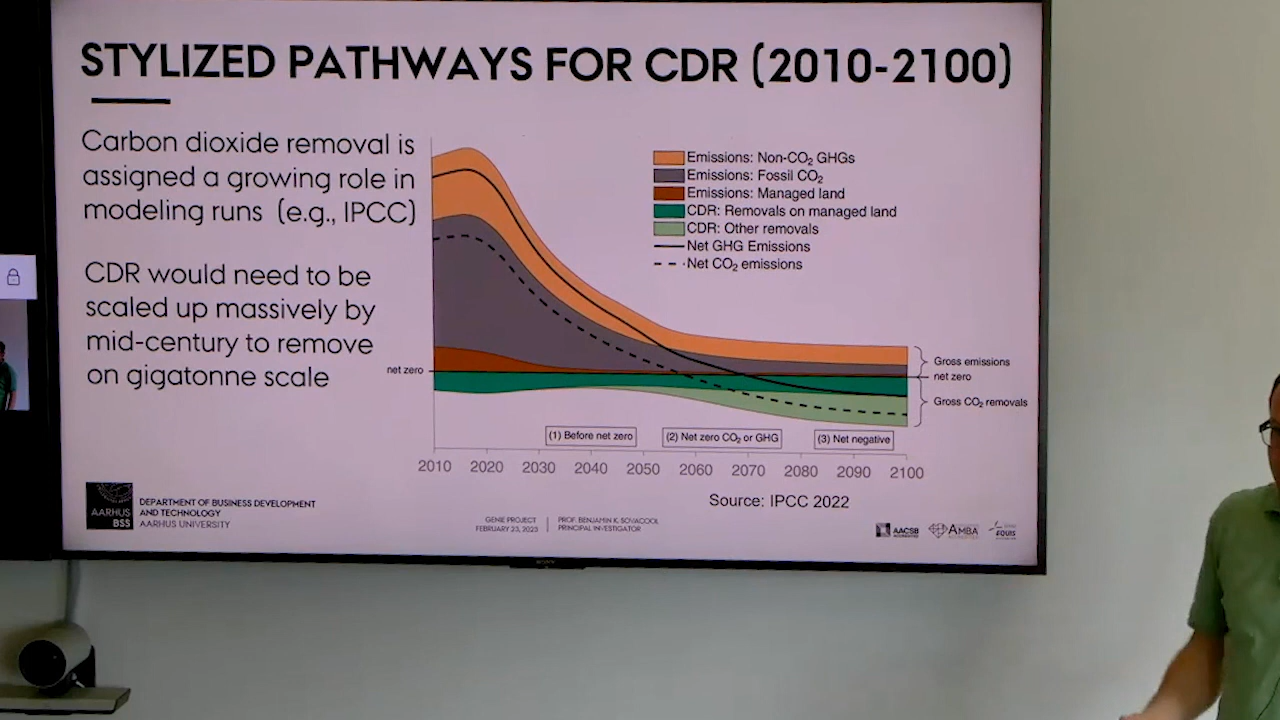 STYLIZED PATHWAYS FOR CDR (2010-2100)
Carbon dioxide removal is
assigned a growing role in
modeling runs (e.g., IPCC)
CDR would need to be
scaled up massively by
mid-century to remove
on gigatonne scale
Emissions: Non-CO₂ GHGs
Emissions: Fossil CO₂
Emissions: Managed land
CDR: Removals on managed land
CDR: Other removals
Net GHG Emissions
Net CO₂ emissions
net zero
Gross emissions
net zero
Gross CO₂ removals
(1) Before net zero
(2) Net zero CO₂ or GHG
(3) Net negative
2010 2020 2030 2040 2050 2060 2070 2080 2090 2100
Source: IPCC 2022
AARHUS
BSS
DEPARTMENT OF BUSINESS DEVELOPMENT
AND TECHNOLOGY
AARHUS UNIVERSITY
GENIE PROJECT
FEBRUARY 23, 2023
PROF. BENJAMIN K. SOVACOOL
PRINCIPAL INVESTIGATOR
AACSB
ACCREDITED
AMBA
EQUIS
SONY